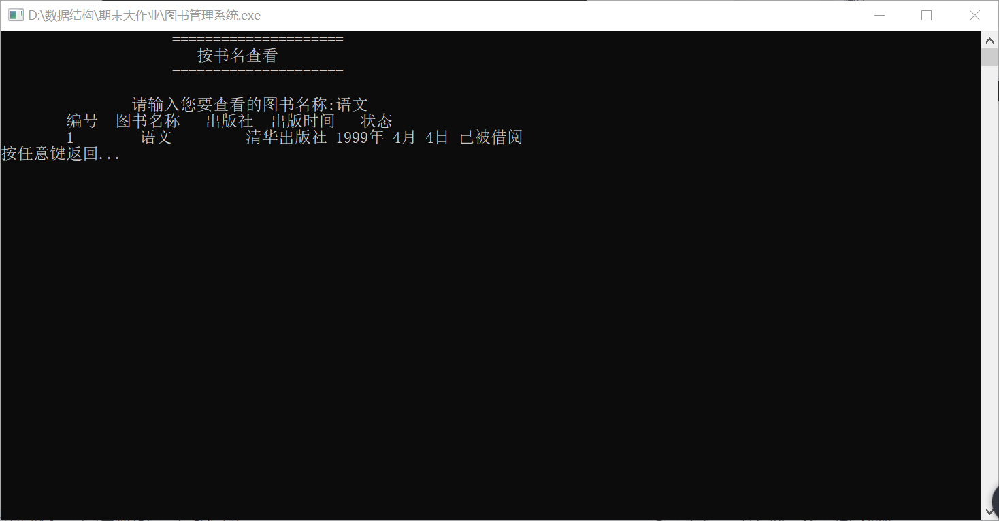 D:\数据结构\期末大作业\图书管理系统.exe
=====================
按书名查看
=====================
请输入您要查看的图书名称:语文
编号 图书名称 出版社 出版时间 状态
1 语文 清华出版社 1999年 4月 4日 已被借阅
按任意键返回...